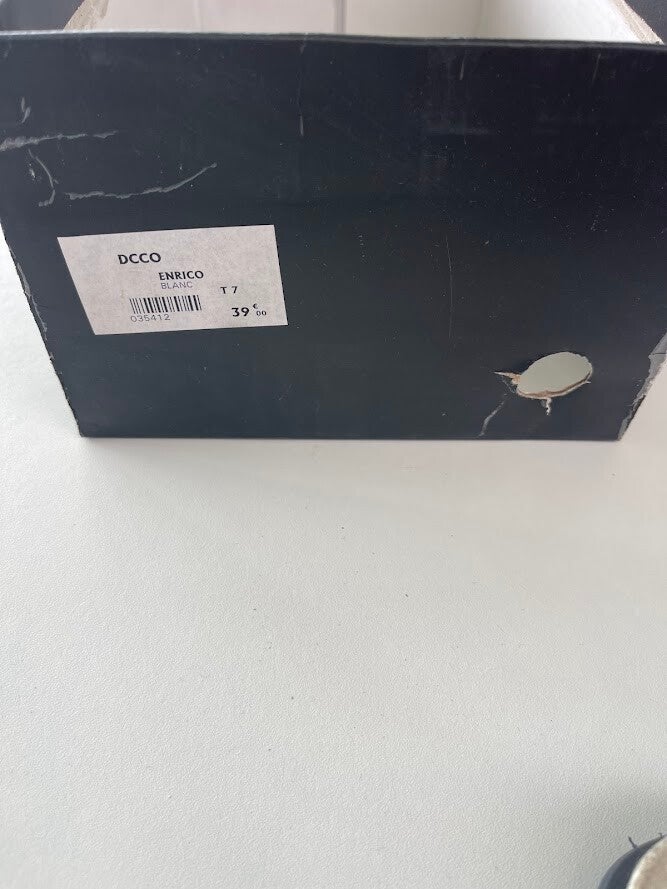 DCCO
ENRICO
BLANC
T 7
035412
39 € 00